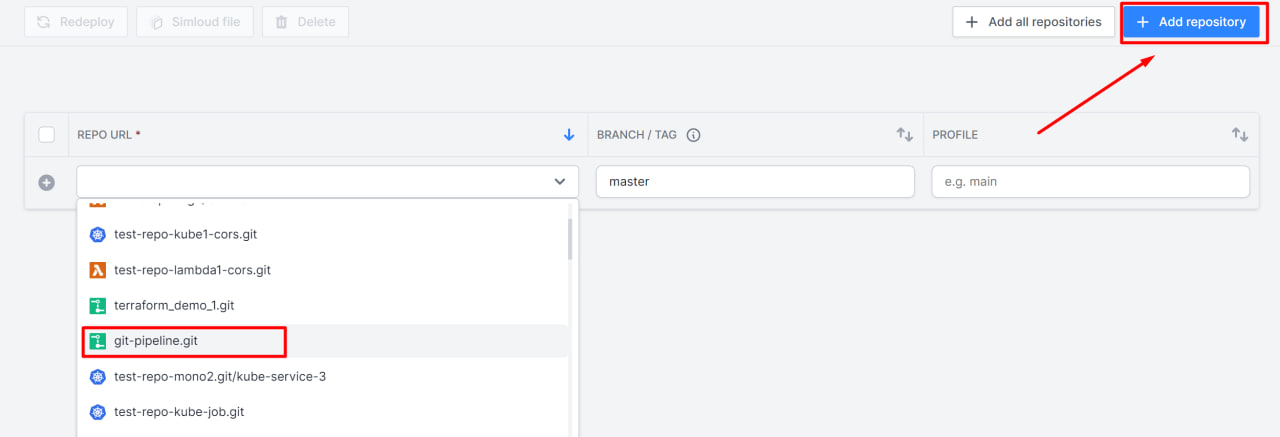 Redeploy
Simloud file
Delete
+ Add all repositories
+ Add repository
REPO URL *
BRANCH / TAG
PROFILE
master
e.g. main
test-repo-kube1-cors.git
test-repo-lambda1-cors.git
terraform_demo_1.git
git-pipeline.git
test-repo-mono2.git/kube-service-3
test-repo-kube-job.git